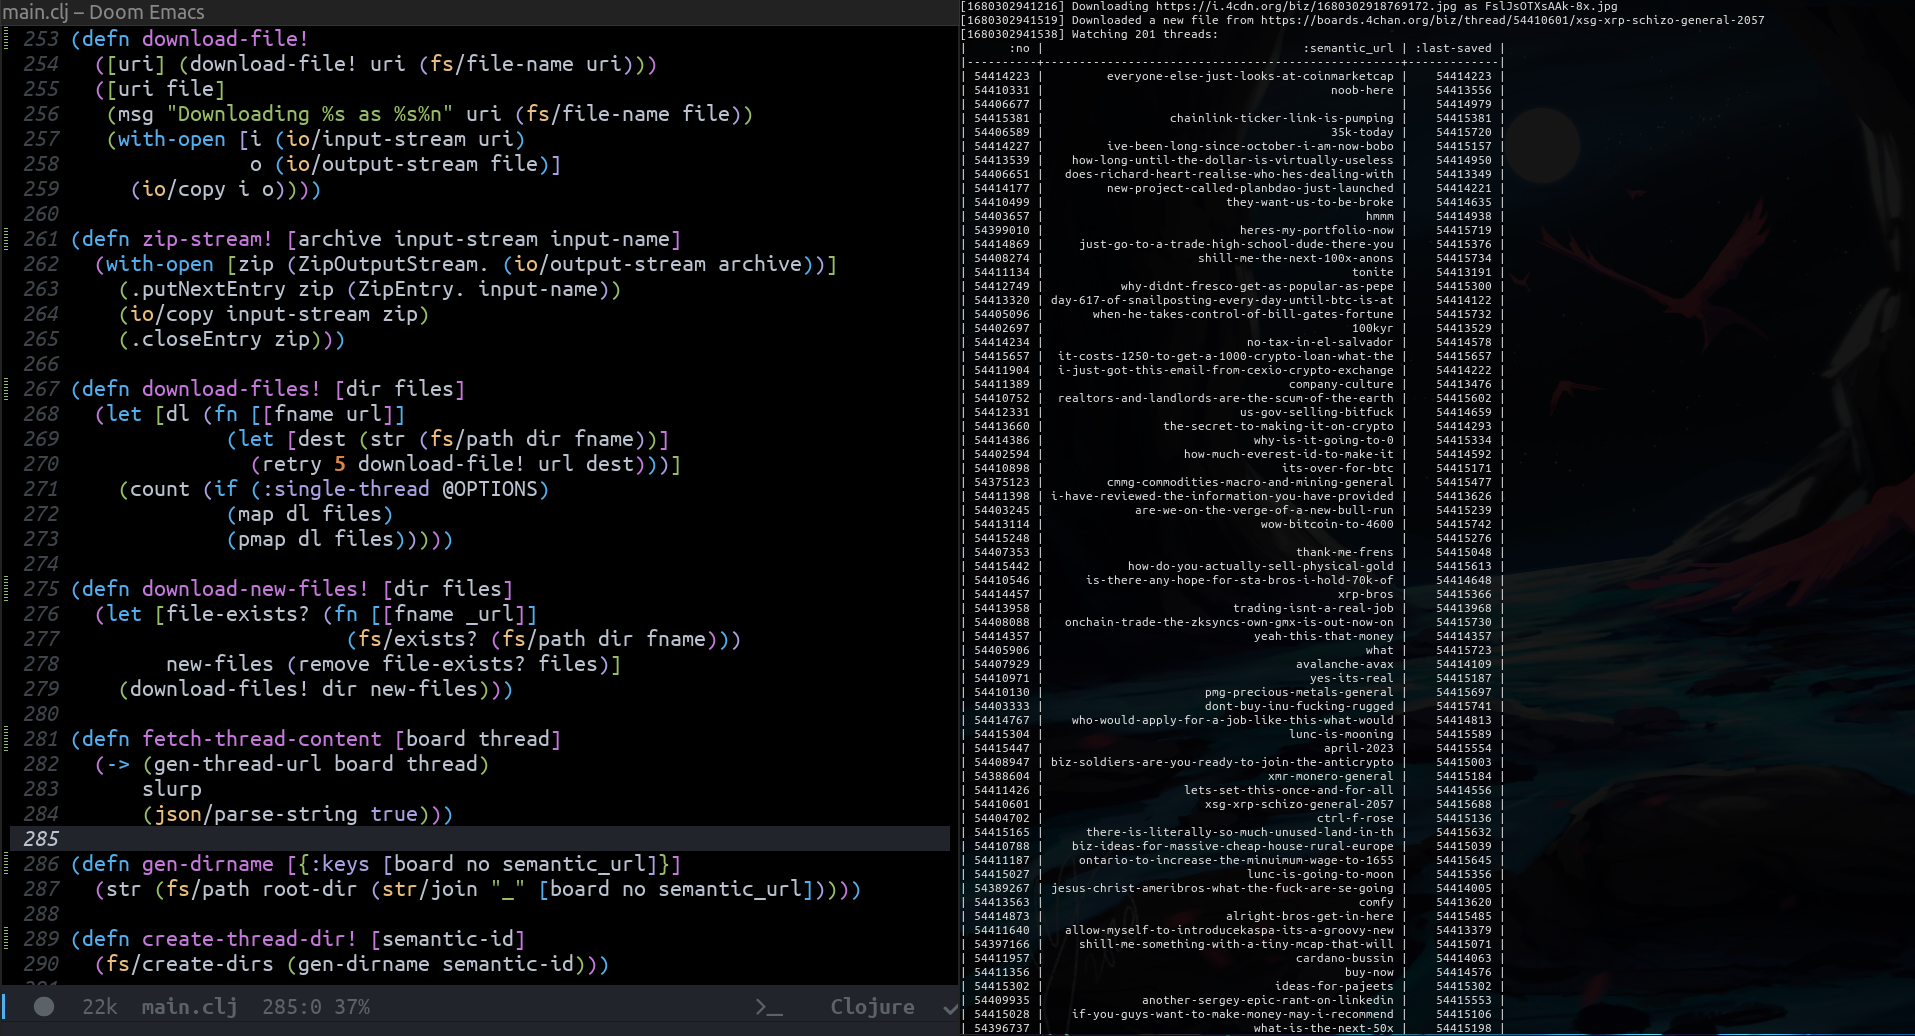 main.clj – Doom Emacs
253 (defn download-file!
254   ([uri] (download-file! uri (fs/file-name uri)))
255   ([uri file]
256    (msg "Downloading %s as %s%n" uri (fs/file-name file))
257    (with-open [i (io/input-stream uri)
258                o (io/output-stream file)]
259      (io/copy i o))))
260
261 (defn zip-stream! [archive input-stream input-name]
262   (with-open [zip (ZipOutputStream. (io/output-stream archive))]
263     (.putNextEntry zip (ZipEntry. input-name))
264     (io/copy input-stream zip)
265     (.closeEntry zip)))
266
267 (defn download-files! [dir files]
268   (let [dl (fn [[fname url]]
269              (let [dest (str (fs/path dir fname))]
270                (retry 5 download-file! url dest)))]
271     (count (if (:single-thread @OPTIONS)
272              (map dl files)
273              (pmap dl files)))))
274
275 (defn download-new-files! [dir files]
276   (let [file-exists? (fn [[fname _url]]
277                        (fs/exists? (fs/path dir fname)))
278         new-files (remove file-exists? files)]
279     (download-files! dir new-files)))
280
281 (defn fetch-thread-content [board thread]
282   (-> (gen-thread-url board thread)
283       slurp
284       (json/parse-string true)))
285
286 (defn gen-dirname [{:keys [board no semantic_url]}]
287   (str (fs/path root-dir (str/join "_" [board no semantic_url]))))
288
289 (defn create-thread-dir! [semantic-id]
290   (fs/create-dirs (gen-dirname semantic-id)))
22k main.clj 285:0 37% >_ Clojure
[1680302941216] Downloading https://i.4cdn.org/biz/1680302918769172.jpg as FslJsOTXsAAk-8x.jpg
[1680302941519] Downloaded a new file from https://boards.4chan.org/biz/thread/54410601/xsg-xrp-schizo-general-2057
[1680302941538] Watching 201 threads:
| :no | :semantic_url | :last-saved |
|----------+---------------------------------------------------+-------------|
| 54414223 | everyone-else-just-looks-at-coinmarketcap | 54414223 |
| 54410331 | noob-here | 54413556 |
| 54406677 | | 54414979 |
| 54415381 | chainlink-ticker-link-is-pumping | 54415381 |
| 54406589 | 35k-today | 54415720 |
| 54414227 | ive-been-long-since-october-i-am-now-bobo | 54415157 |
| 54413539 | how-long-until-the-dollar-is-virtually-useless | 54414950 |
| 54406651 | does-richard-heart-realise-who-hes-dealing-with | 54413349 |
| 54414177 | new-project-called-planbdao-just-launched | 54414221 |
| 54410499 | they-want-us-to-be-broke | 54414635 |
| 54403657 | hmmm | 54414938 |
| 54399010 | heres-my-portfolio-now | 54415719 |
| 54414869 | just-go-to-a-trade-high-school-dude-there-you | 54415376 |
| 54408274 | shill-me-the-next-100x-anons | 54415734 |
| 54411134 | tonite | 54413191 |
| 54412749 | why-didnt-fresco-get-as-popular-as-pepe | 54415300 |
| 54413320 | day-617-of-snailposting-every-day-until-btc-is-at | 54414122 |
| 54405096 | when-he-takes-control-of-bill-gates-fortune | 54415732 |
| 54402697 | 100kyr | 54413529 |
| 54414234 | no-tax-in-el-salvador | 54414578 |
| 54415657 | it-costs-1250-to-get-a-1000-crypto-loan-what-the | 54415657 |
| 54411904 | i-just-got-this-email-from-cexio-crypto-exchange | 54414222 |
| 54411389 | company-culture | 54413476 |
| 54410752 | realtors-and-landlords-are-the-scum-of-the-earth | 54415602 |
| 54412331 | us-gov-selling-bitfuck | 54414659 |
| 54413660 | the-secret-to-making-it-on-crypto | 54414293 |
| 54414386 | why-is-it-going-to-0 | 54415334 |
| 54402594 | how-much-everest-id-to-make-it | 54414592 |
| 54410898 | its-over-for-btc | 54415171 |
| 54375123 | cmmg-commodities-macro-and-mining-general | 54415477 |
| 54411398 | i-have-reviewed-the-information-you-have-provided | 54413626 |
| 54403245 | are-we-on-the-verge-of-a-new-bull-run | 54415239 |
| 54413114 | wow-bitcoin-to-4600 | 54415742 |
| 54415248 | | 54415276 |
| 54407353 | thank-me-frens | 54415048 |
| 54415442 | how-do-you-actually-sell-physical-gold | 54415613 |
| 54410546 | is-there-any-hope-for-sta-bros-i-hold-70k-of | 54414648 |
| 54414457 | xrp-bros | 54415366 |
| 54413958 | trading-isnt-a-real-job | 54413968 |
| 54408088 | onchain-trade-the-zksyncs-own-gmx-is-out-now-on | 54415730 |
| 54414357 | yeah-this-that-money | 54414357 |
| 54405906 | what | 54415723 |
| 54407929 | avalanche-avax | 54414109 |
| 54410971 | yes-its-real | 54415187 |
| 54410130 | pmg-precious-metals-general | 54415697 |
| 54403333 | dont-buy-inu-fucking-rugged | 54415741 |
| 54414767 | who-would-apply-for-a-job-like-this-what-would | 54414813 |
| 54415304 | lunc-is-mooning | 54415589 |
| 54415447 | april-2023 | 54415554 |
| 54408947 | biz-soldiers-are-you-ready-to-join-the-anticrypto | 54415003 |
| 54388604 | xmr-monero-general | 54415184 |
| 54411426 | lets-set-this-once-and-for-all | 54414556 |
| 54410601 | xsg-xrp-schizo-general-2057 | 54415688 |
| 54404702 | ctrl-f-rose | 54415136 |
| 54415165 | there-is-literally-so-much-unused-land-in-th | 54415632 |
| 54410788 | biz-ideas-for-massive-cheap-house-rural-europe | 54415039 |
| 54411187 | ontario-to-increase-the-minuimum-wage-to-1655 | 54415645 |
| 54415027 | lunc-is-going-to-moon | 54415356 |
| 54389267 | jesus-christ-ameribros-what-the-fuck-are-se-going | 54414005 |
| 54413563 | comfy | 54413620 |
| 54414873 | alright-bros-get-in-here | 54415485 |
| 54411640 | allow-myself-to-introducekaspa-its-a-groovy-new | 54413379 |
| 54397166 | shill-me-something-with-a-tiny-mcap-that-will | 54415071 |
| 54411957 | cardano-bussin | 54414063 |
| 54411356 | buy-now | 54414576 |
| 54415302 | ideas-for-pajeets | 54415302 |
| 54409935 | another-sergey-epic-rant-on-linkedin | 54415553 |
| 54415028 | if-you-guys-want-to-make-money-may-i-recommend | 54415106 |
| 54396737 | what-is-the-next-50x | 54415198 |